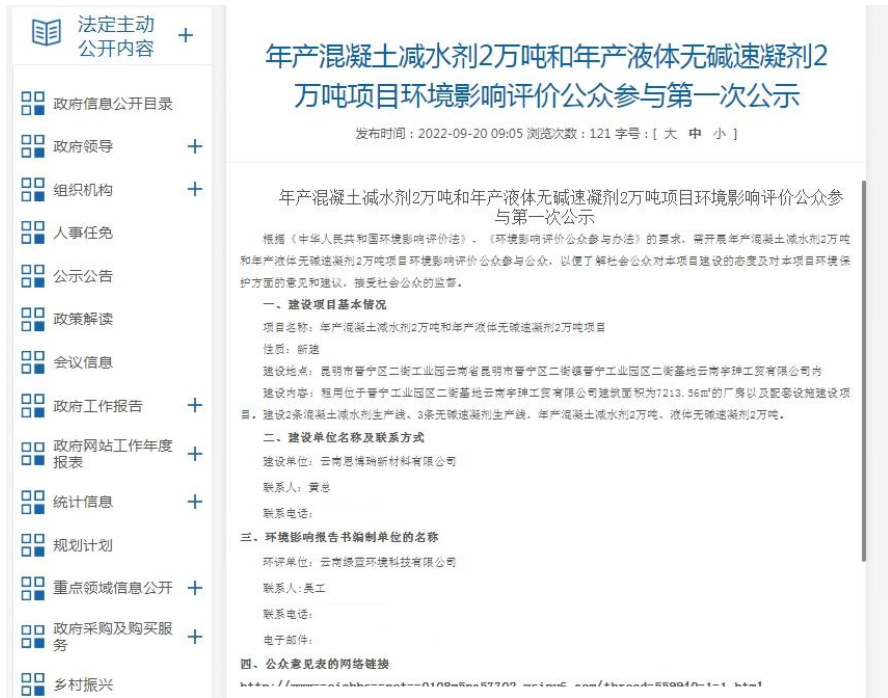 法定主动
公开内容
+
政府信息公开目录
政府领导 +
组织机构 +
人事任免
公示公告
政策解读
会议信息
政府工作报告 +
政府网站工作年度
报表 +
统计信息 +
规划计划
重点领域信息公开 +
政府采购及购买服
务 +
乡村振兴
年产混凝土减水剂2万吨和年产液体无碱速凝剂2
万吨项目环境影响评价公众参与第一次公示
发布时间：2022-09-20 09:05 浏览次数：121 字号：[ 大 中 小 ]
年产混凝土减水剂2万吨和年产液体无碱速凝剂2万吨项目环境影响评价公众参
与第一次公示
根据《中华人民共和国环境影响评价法》、《环境影响评价公众参与办法》的要求，需开展年产混凝土减水剂2万吨
和年产液体无碱速凝剂2万吨项目环境影响评价公众参与公众，以便了解社会公众对本项目建设的态度及对本项目环境保
护方面的意见和建议，接受社会公众的监督。
一、建设项目基本情况
项目名称：年产混凝土减水剂2万吨和年产液体无碱速凝剂2万吨项目
性质：新建
建设地点：昆明市晋宁区二街工业园云南省昆明市晋宁区二街镇晋宁工业园区二街基地云南宇珅工贸有限公司内
建设内容：租用位于晋宁工业园区二街基地云南宇珅工贸有限公司建筑面积为7213.56㎡的厂房以及配套设施建设项
目。建设2条混凝土减水剂生产线、3条无碱速凝剂生产线，年产混凝土减水剂2万吨、液体无碱速凝剂2万吨。
二、建设单位名称及联系方式
建设单位：云南思博瑞新材料有限公司
联系人：黄总
联系电话：
三、环境影响报告书编制单位的名称
环评单位：云南绿蓝环境科技有限公司
联系人:吴工
联系电话：
电子邮件：
四、公众意见表的网络链接